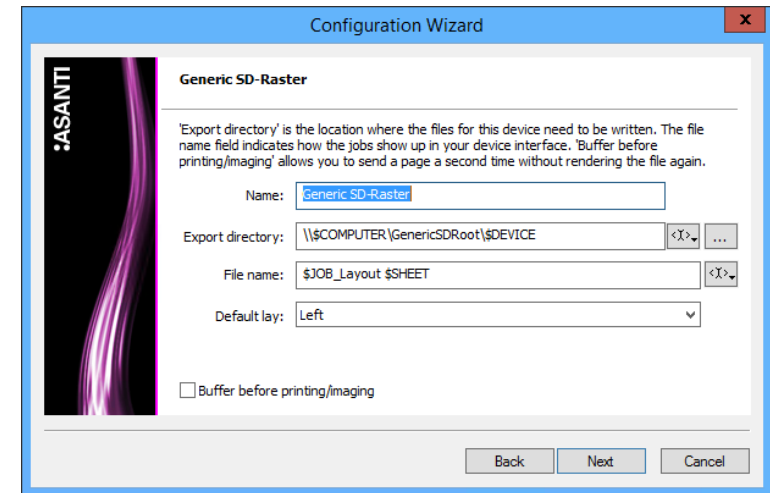 Configuration Wizard
x
:ASANTI
Generic SD-Raster
'Export directory' is the location where the files for this device need to be written. The file
name field indicates how the jobs show up in your device interface. 'Buffer before
printing/imaging' allows you to send a page a second time without rendering the file again.
Name: Generic SD-Raster
Export directory: \\$COMPUTER\GenericSDRoot\$DEVICE ...
File name: $JOB_Layout $SHEET
Default lay: Left
Buffer before printing/imaging
Back Next Cancel